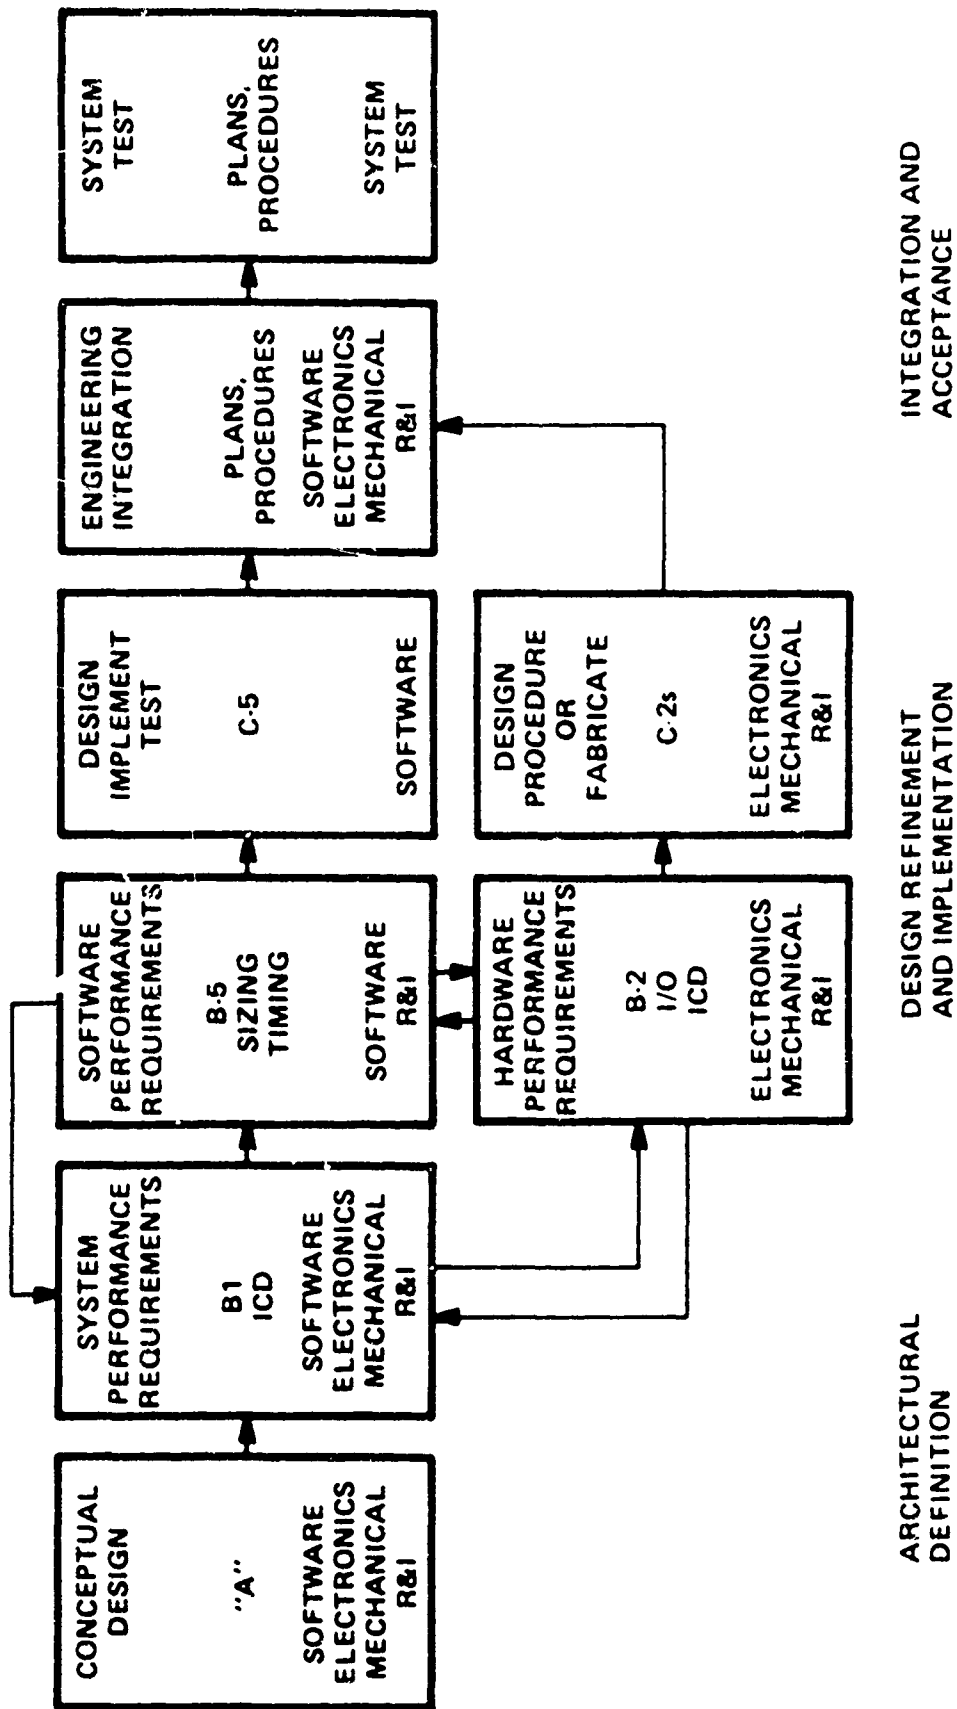 CONCEPTUAL
DESIGN
"A"
SOFTWARE
ELECTRONICS
MECHANICAL
R&I
SYSTEM
PERFORMANCE
REQUIREMENTS
B1
ICD
SOFTWARE
ELECTRONICS
MECHANICAL
R&I
SOFTWARE
PERFORMANCE
REQUIREMENTS
B-5
SIZING
TIMING
SOFTWARE
R&I
DESIGN
IMPLEMENT
TEST
C-5
SOFTWARE
ENGINEERING
INTEGRATION
PLANS,
PROCEDURES
SOFTWARE
ELECTRONICS
MECHANICAL
R&I
SYSTEM
TEST
PLANS,
PROCEDURES
SYSTEM
TEST
HARDWARE
PERFORMANCE
REQUIREMENTS
B-2
I/O
ICD
ELECTRONICS
MECHANICAL
R&I
DESIGN
PROCEDURE
OR
FABRICATE
C-2s
ELECTRONICS
MECHANICAL
R&I
ARCHITECTURAL
DEFINITION
DESIGN REFINEMENT
AND IMPLEMENTATION
INTEGRATION AND
ACCEPTANCE